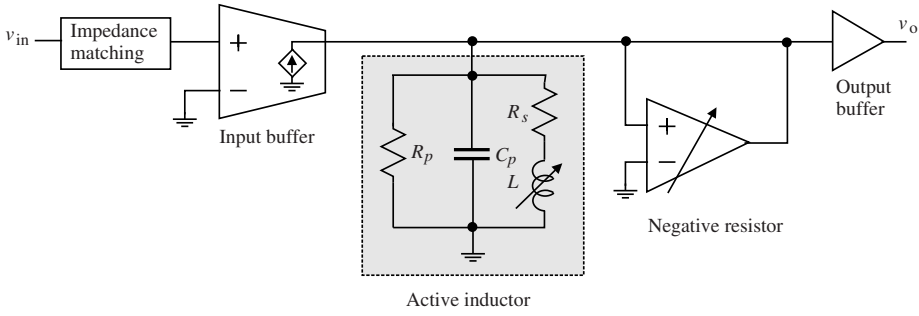 v_in
Impedance
matching
+
−
Input buffer
R_p
C_p
R_s
L
Active inductor
+
−
Negative resistor
v_o
Output
buffer